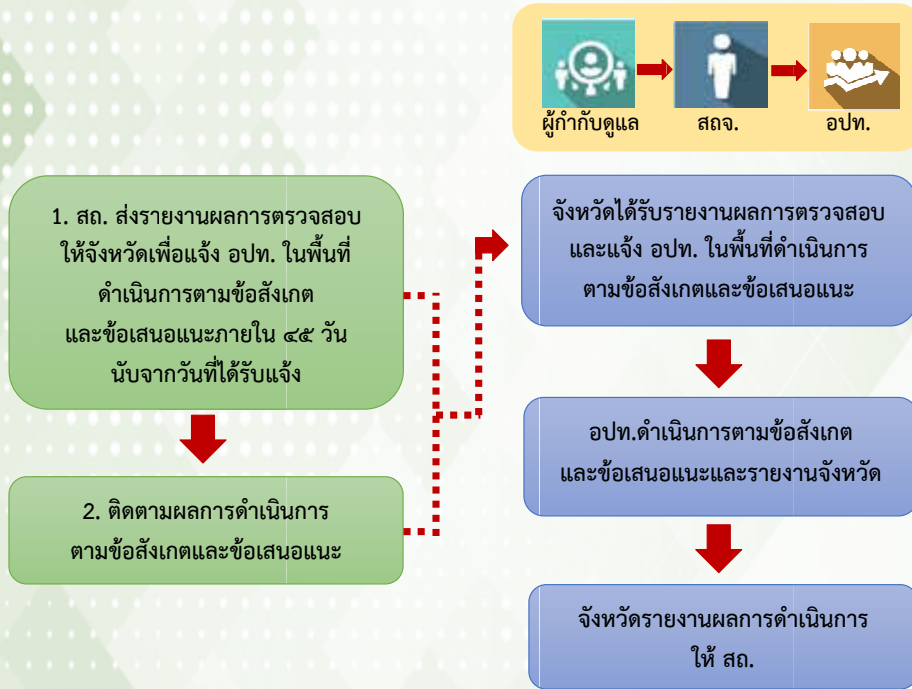 ผู้กำกับดูแล
สถจ.
อปท.
1. สถ. ส่งรายงานผลการตรวจสอบ
ให้จังหวัดเพื่อแจ้ง อปท. ในพื้นที่
ดำเนินการตามข้อสังเกต
และข้อเสนอแนะภายใน ๔๕ วัน
นับจากวันที่ได้รับแจ้ง
2. ติดตามผลการดำเนินการ
ตามข้อสังเกตและข้อเสนอแนะ
จังหวัดได้รับรายงานผลการตรวจสอบ
และแจ้ง อปท. ในพื้นที่ดำเนินการ
ตามข้อสังเกตและข้อเสนอแนะ
อปท.ดำเนินการตามข้อสังเกต
และข้อเสนอแนะและรายงานจังหวัด
จังหวัดรายงานผลการดำเนินการ
ให้ สถ.